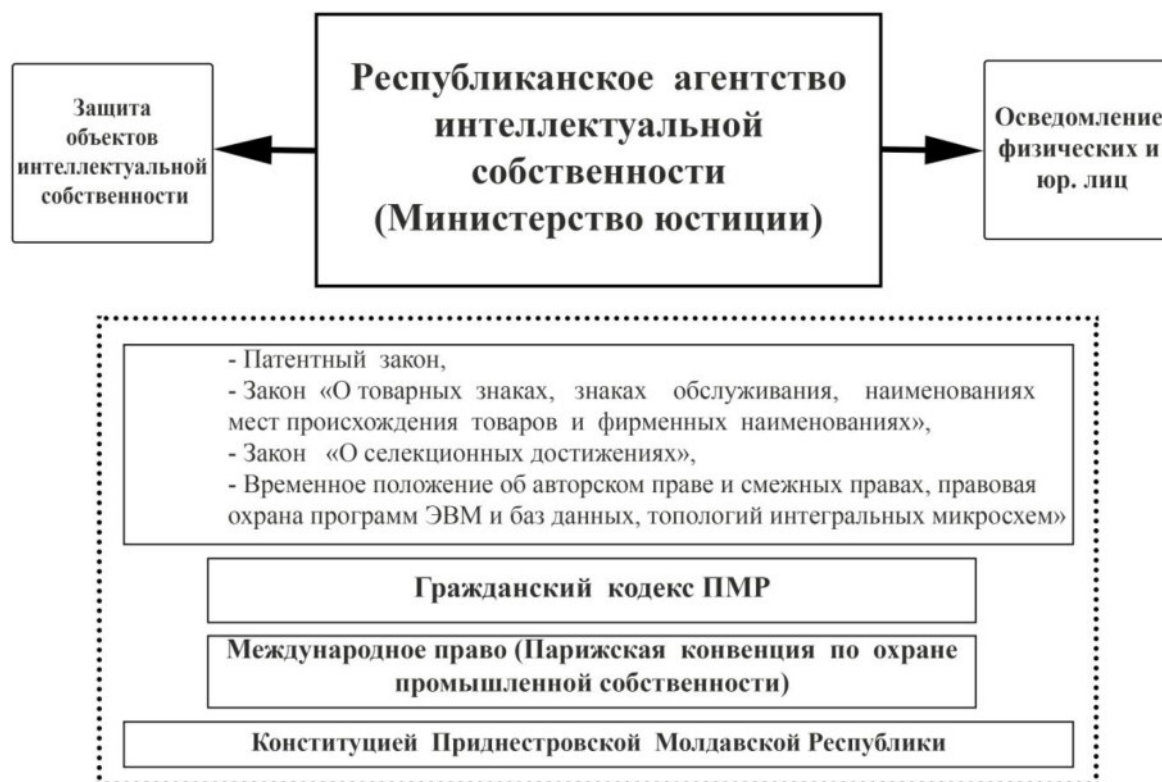 Республиканское агентство
интеллектуальной
собственности
(Министерство юстиции)
Защита
объектов
интеллектуальной
собственности
Осведомление
физических и
юр. лиц
- Патентный закон,
- Закон «О товарных знаках, знаках обслуживания, наименованиях
мест происхождения товаров и фирменных наименованиях»,
- Закон «О селекционных достижениях»,
- Временное положение об авторском праве и смежных правах, правовая
охрана программ ЭВМ и баз данных, топологий интегральных микросхем»
Гражданский кодекс ПМР
Международное право (Парижская конвенция по охране
промышленной собственности)
Конституцией Приднестровской Молдавской Республики